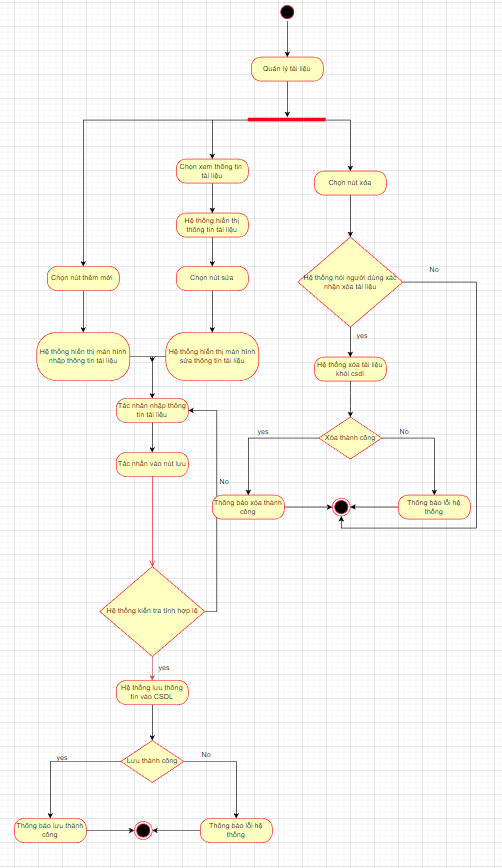 Quản lý tài liệu
Chọn xem thông tin
tài liệu
Chọn nút xóa
Hệ thống hiển thị
thông tin tài liệu
Chọn nút thêm mới
Chọn nút sửa
Hệ thống hỏi người dùng xác
nhận xóa tài liệu
No
yes
Hệ thống hiển thị màn hình
nhập thông tin tài liệu
Hệ thống hiển thị màn hình
sửa thông tin tài liệu
Hệ thống xóa tài liệu
khỏi csdl
Tác nhân nhập thông
tin tài liệu
yes
Xóa thành công
No
Tác nhấn vào nút lưu
No
Thông báo xóa thành
công
Thông báo lỗi hệ
thống
Hệ thống kiển tra tính hợp lệ
yes
Hệ thống lưu thông
tin vào CSDL
yes
Lưu thành công
No
Thông báo lưu thành
công
Thông báo lỗi hệ
thống